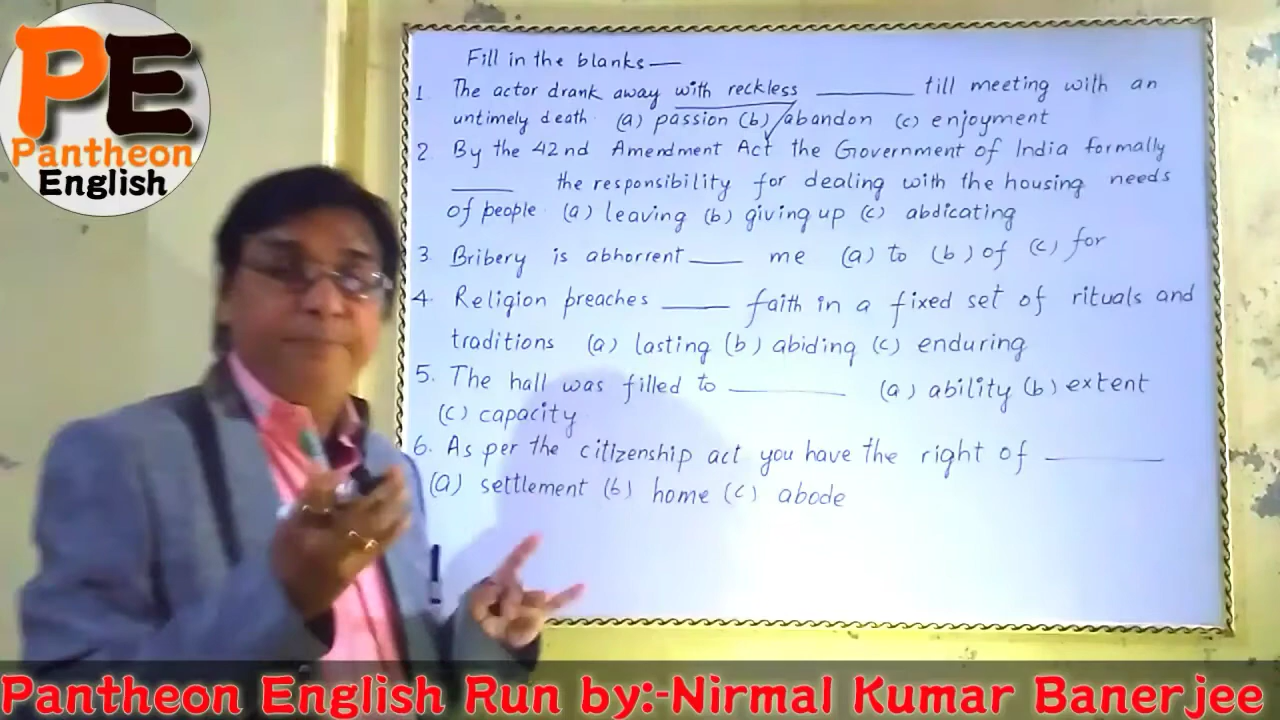 PE
Pantheon
English
Fill in the blanks—
1. The actor drank away with reckless ______ till meeting with an
untimely death. (a) passion (b) abandon (c) enjoyment
2. By the 42nd Amendment Act the Government of India formally
______ the responsibility for dealing with the housing needs
of people. (a) leaving (b) giving up (c) abdicating
3. Bribery is abhorrent ____ me (a) to (b) of (c) for
4. Religion preaches ____ faith in a fixed set of rituals and
traditions (a) lasting (b) abiding (c) enduring
5. The hall was filled to ______ (a) ability (b) extent
(c) capacity
6. As per the citizenship act you have the right of ______
(a) settlement (b) home (c) abode
Pantheon English Run by:-Nirmal Kumar Banerjee